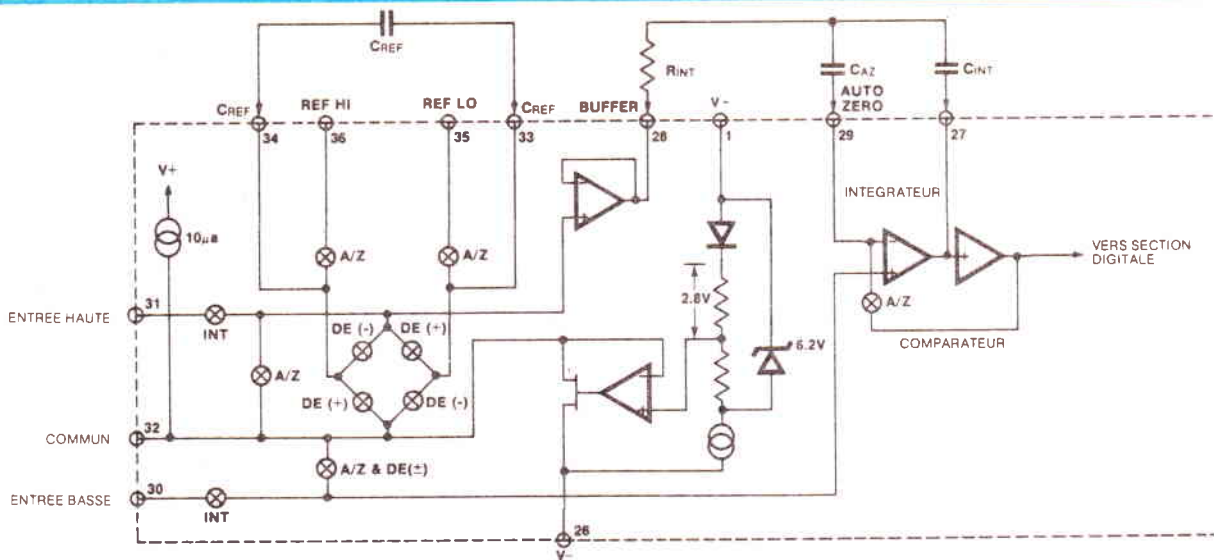 CREF
RINT
CAZ
CINT
CREF
REF HI
REF LO
CREF
BUFFER
V-
AUTO
ZERO
34
36
35
33
28
1
29
27
V+
10µa
A/Z
A/Z
INTÉGRATEUR
VERS SECTION
DIGITALE
2.8V
A/Z
31
ENTREE HAUTE
INT
DE (-)
DE (+)
6.2V
COMPARATEUR
A/Z
DE (+)
DE (-)
32
COMMUN
A/Z & DE(±)
30
ENTREE BASSE
INT
26
V-